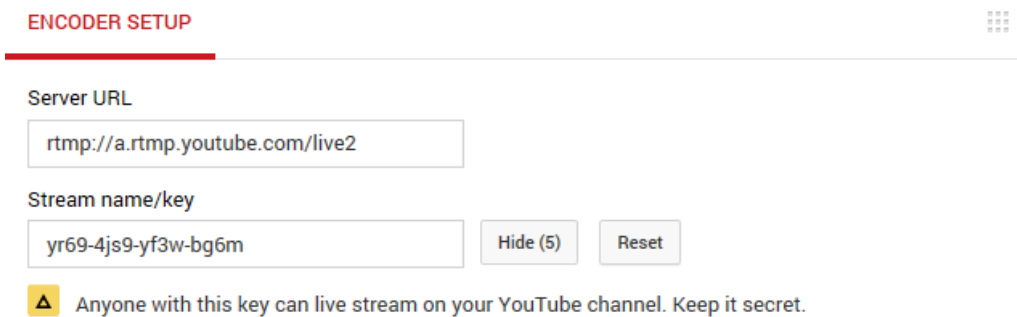 ENCODER SETUP
Server URL
rtmp://a.rtmp.youtube.com/live2
Stream name/key
yr69-4js9-yf3w-bg6m Hide (5) Reset
Anyone with this key can live stream on your YouTube channel. Keep it secret.